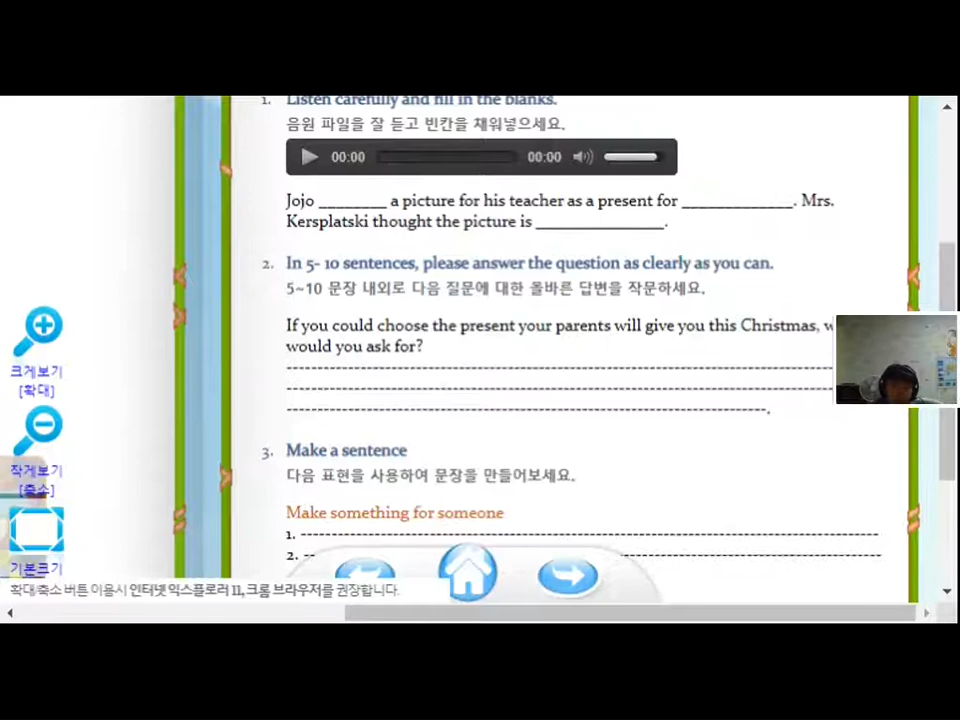 1. Listen carefully and fill in the blanks.
음원 파일을 잘 듣고 빈칸을 채워넣으세요.
00:00 00:00
Jojo ________ a picture for his teacher as a present for _____________. Mrs.
Kersplatski thought the picture is _______________.
2. In 5- 10 sentences, please answer the question as clearly as you can.
5~10 문장 내외로 다음 질문에 대한 올바른 답변을 작문하세요.
If you could choose the present your parents will give you this Christmas,
would you ask for?
3. Make a sentence
다음 표현을 사용하여 문장을 만들어보세요.
Make something for someone
1. --------------------
2. --------------------
크게보기
[확대]
작게보기
[축소]
기본크기
확대/축소 버튼 이용시 인터넷 익스플로러 11, 크롬 브라우저를 권장합니다.